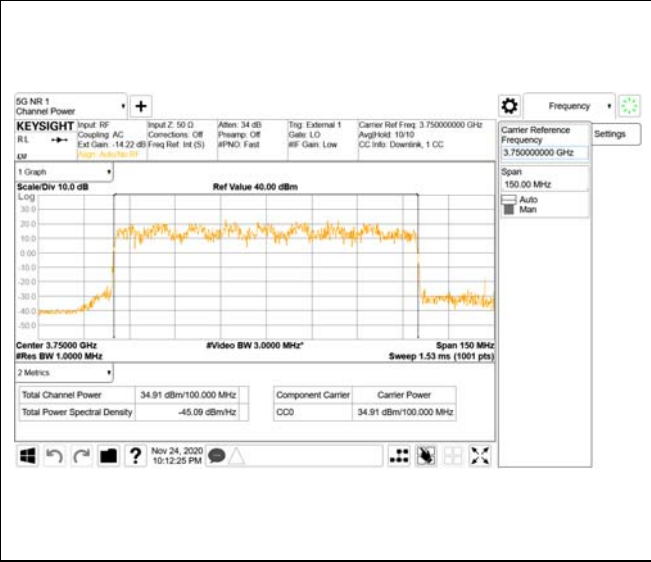 5G NR 1
Channel Power
Frequency
KEYSIGHT Input: RF Input Z: 50 Ω Atten: 34 dB Trig: External 1 Carrier Ref Freq: 3.750000000 GHz
RL Coupling: AC Corrections: Off Preamp: Off Gate: LO Avg|Hold: 10/10
Ext Gain: -14.22 dB Freq Ref: Int (S) #PNO: Fast #IF Gain: Low CC Info: Downlink, 1 CC
Align: Auto/No RF
Carrier Reference
Frequency
3.750000000 GHz
Settings
Span
150.00 MHz
Auto
Man
1 Graph
Scale/Div 10.0 dB Ref Value 40.00 dBm
Log
30.0
20.0
10.0
0.00
-10.0
-20.0
-30.0
-40.0
-50.0
Center 3.75000 GHz #Video BW 3.0000 MHz* Span 150 MHz
#Res BW 1.0000 MHz Sweep 1.53 ms (1001 pts)
2 Metrics
Total Channel Power 34.91 dBm/100.000 MHz Component Carrier Carrier Power
Total Power Spectral Density -45.09 dBm/Hz CC0 34.91 dBm/100.000 MHz
? Nov 24, 2020
10:12:25 PM